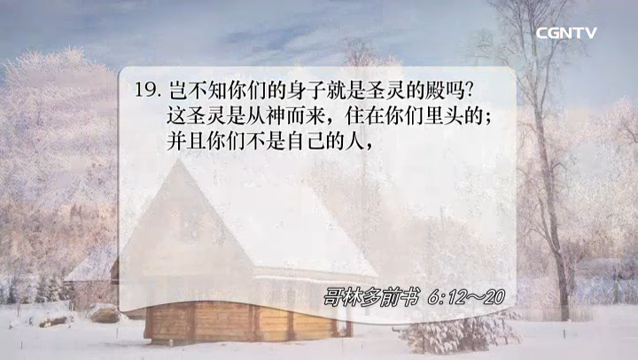 CGNTV
19. 岂不知你们的身子就是圣灵的殿吗?
这圣灵是从神而来，住在你们里头的；
并且你们不是自己的人，
哥林多前书 6:12～20